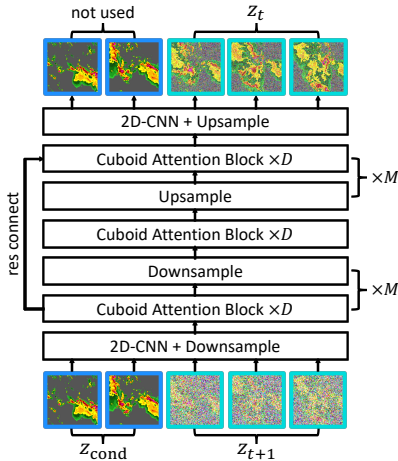 not used
z_t
2D-CNN + Upsample
Cuboid Attention Block ×D
×M
Upsample
res connect
Cuboid Attention Block ×D
Downsample
×M
Cuboid Attention Block ×D
2D-CNN + Downsample
z_cond
z_{t+1}